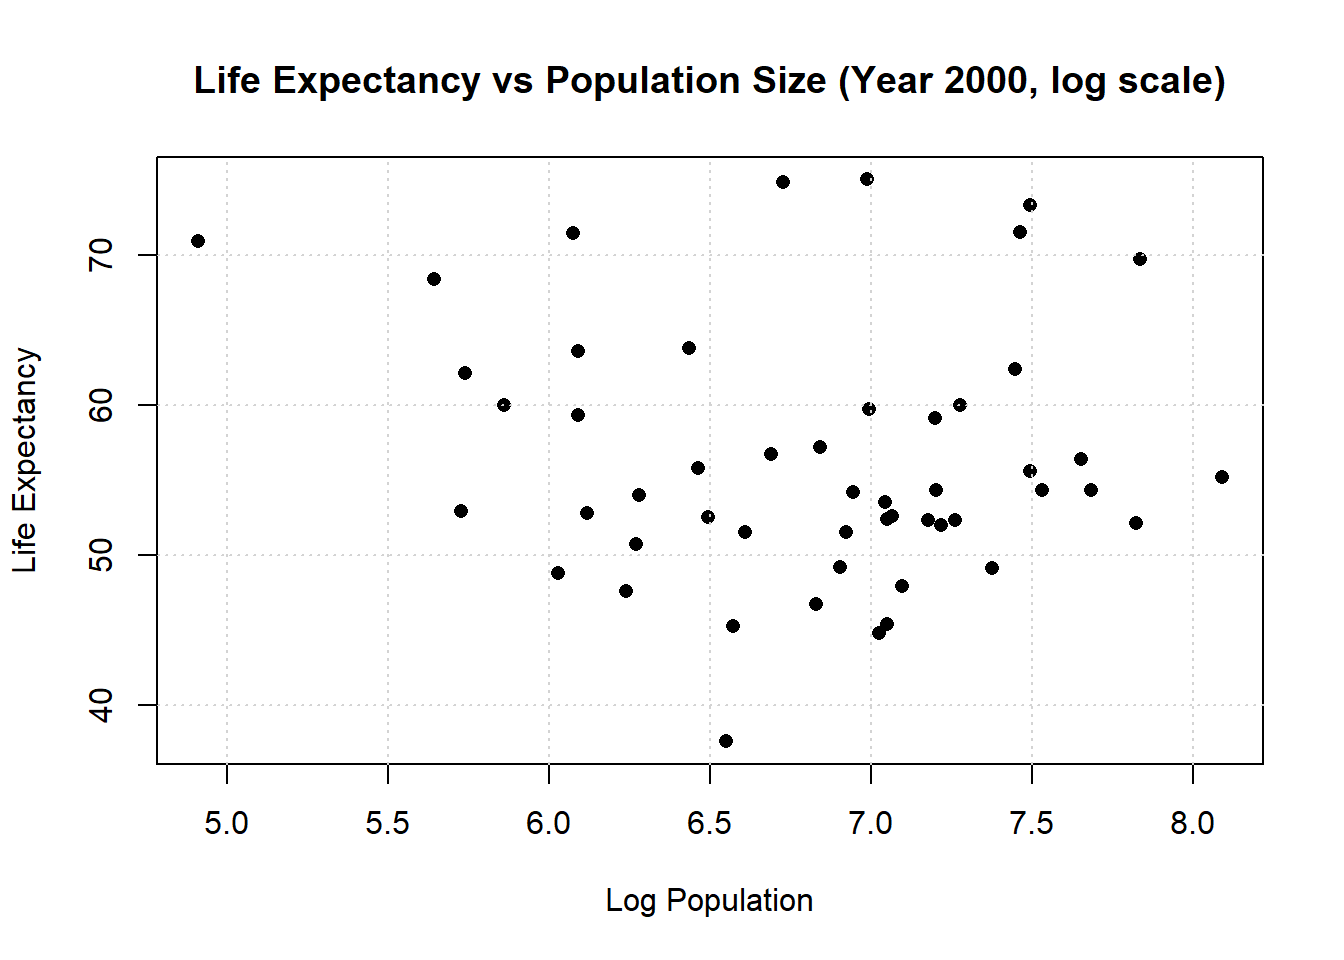 Life Expectancy vs Population Size (Year 2000, log scale)
Life Expectancy
70
60
50
40
5.0 5.5 6.0 6.5 7.0 7.5 8.0
Log Population